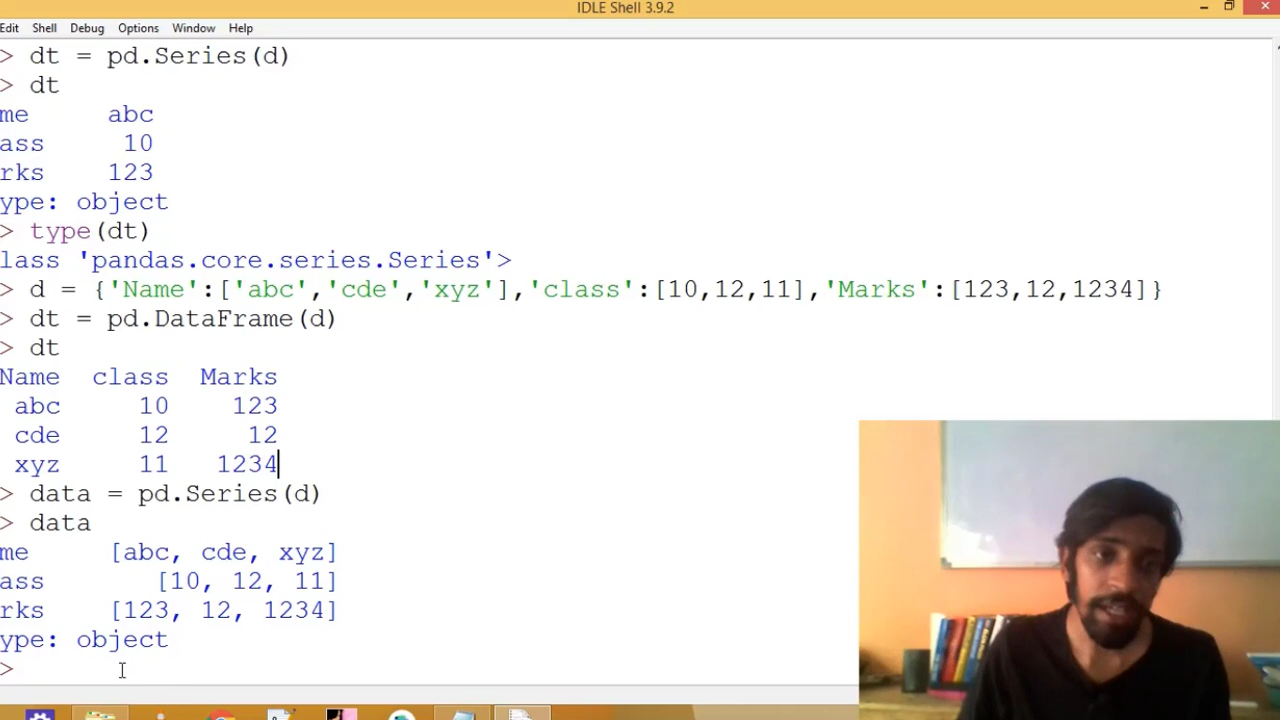 IDLE Shell 3.9.2
Edit Shell Debug Options Window Help
> dt = pd.Series(d)
> dt
me abc
ass 10
rks 123
ype: object
> type(dt)
lass 'pandas.core.series.Series'>
> d = {'Name':['abc','cde','xyz'],'class':[10,12,11],'Marks':[123,12,1234]}
> dt = pd.DataFrame(d)
> dt
Name class Marks
abc 10 123
cde 12 12
xyz 11 1234
> data = pd.Series(d)
> data
me [abc, cde, xyz]
ass [10, 12, 11]
rks [123, 12, 1234]
ype: object
>